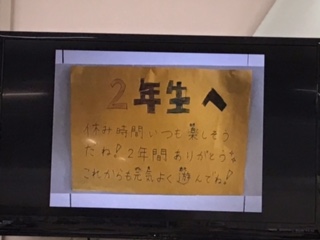 2年生へ
休み時間いつも楽しそう
だね!2年間ありがとうな
これからも元気よく遊んでね!